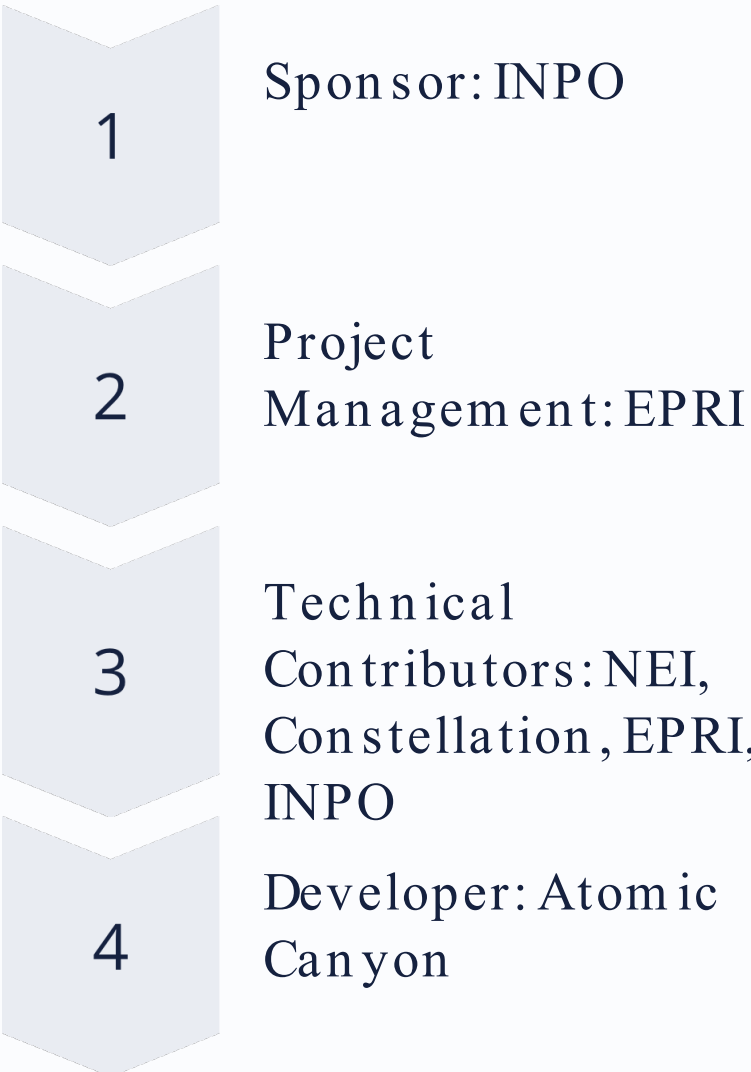 1
Sponsor: INPO
2
Project
Management: EPRI
3
Technical
Contributors: NEI,
Constellation, EPRI,
INPO
4
Developer: Atomic
Canyon